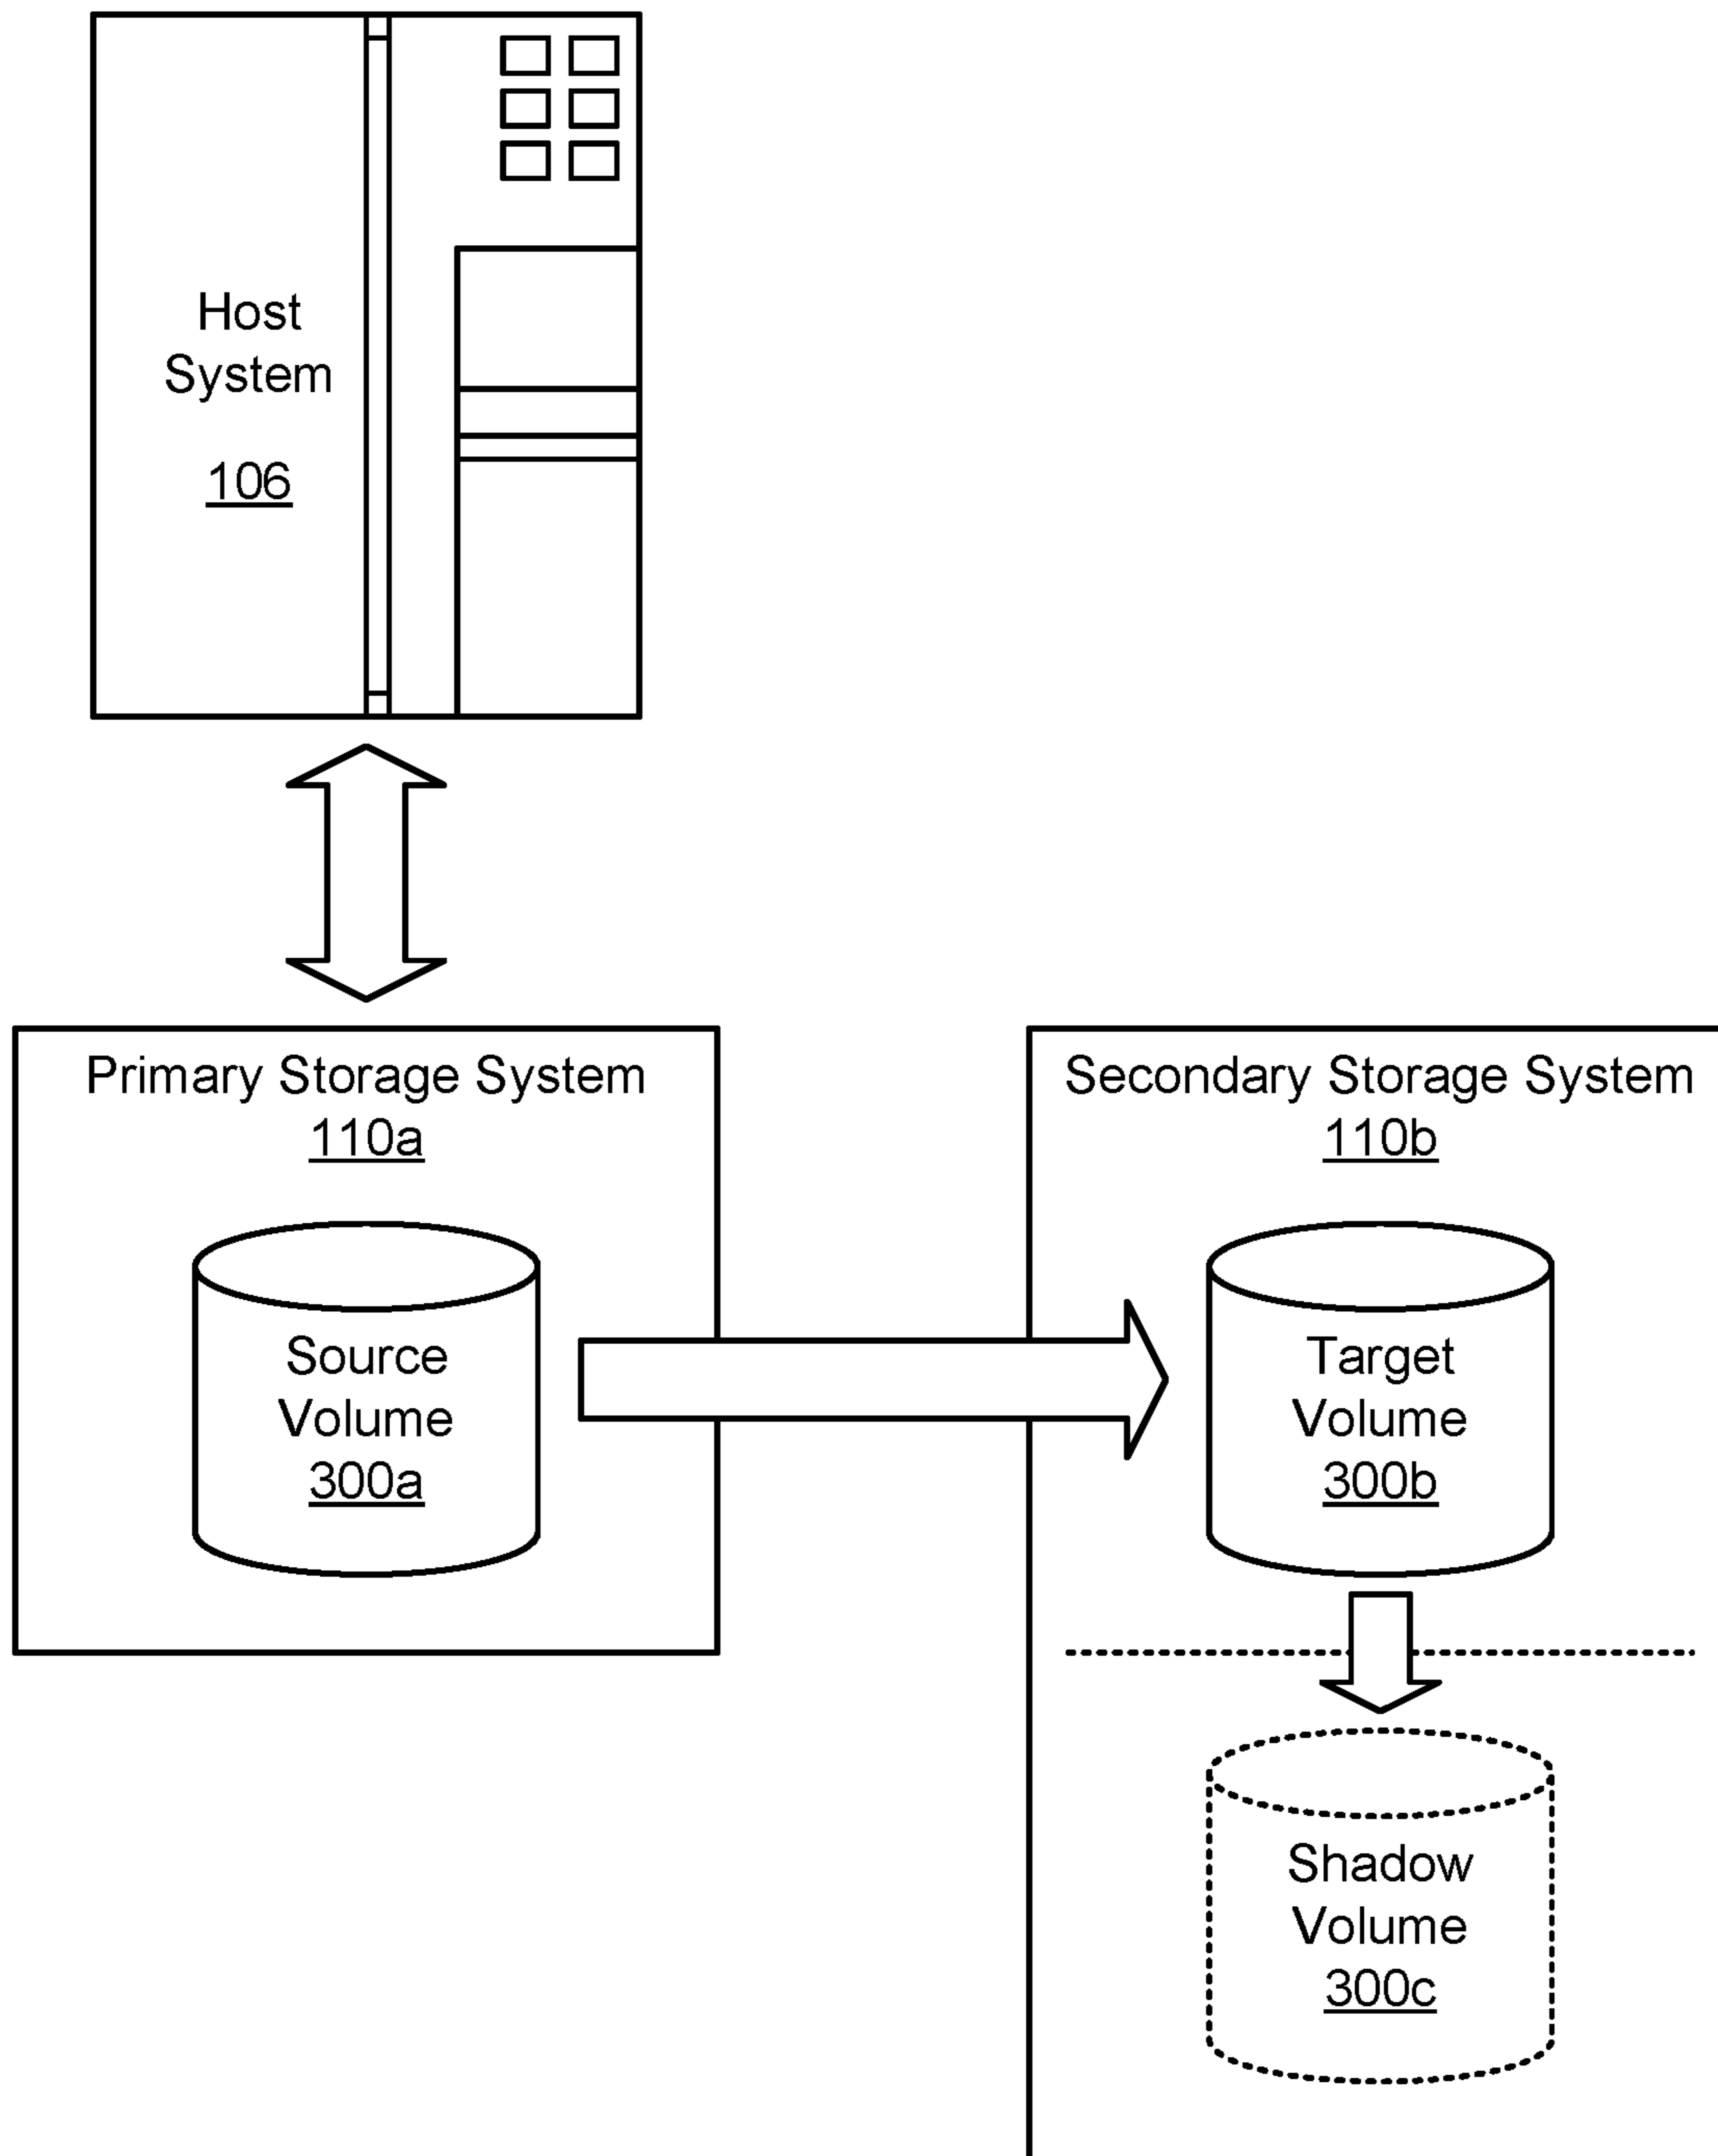 Host
System
106
Primary Storage System
110a
Source
Volume
300a
Secondary Storage System
110b
Target
Volume
300b
Shadow
Volume
300c